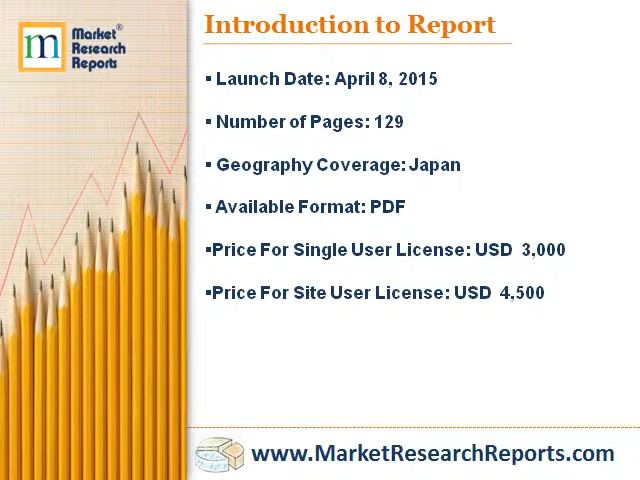 m
Market®
Research
Reports
Introduction to Report
▪ Launch Date: April 8, 2015
▪ Number of Pages: 129
▪ Geography Coverage: Japan
▪ Available Format: PDF
▪Price For Single User License: USD  3,000
▪Price For Site User License: USD  4,500
www.MarketResearchReports.com